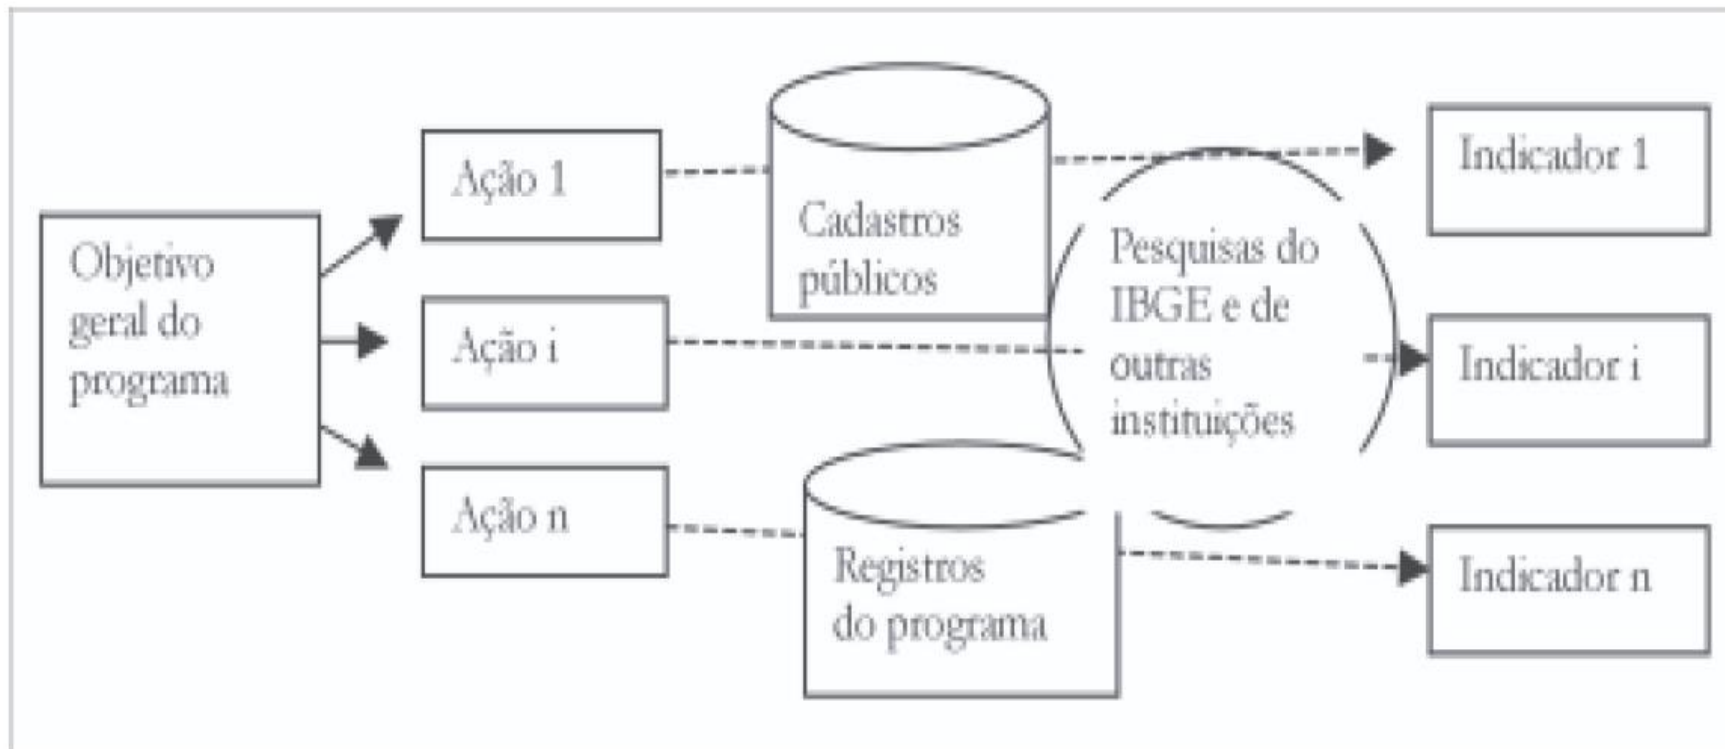 Objetivo
geral do
programa
Ação 1
Ação i
Ação n
Cadastros
públicos
Registros
do programa
Pesquisas do
IBGE e de
outras
instituições
Indicador 1
Indicador i
Indicador n